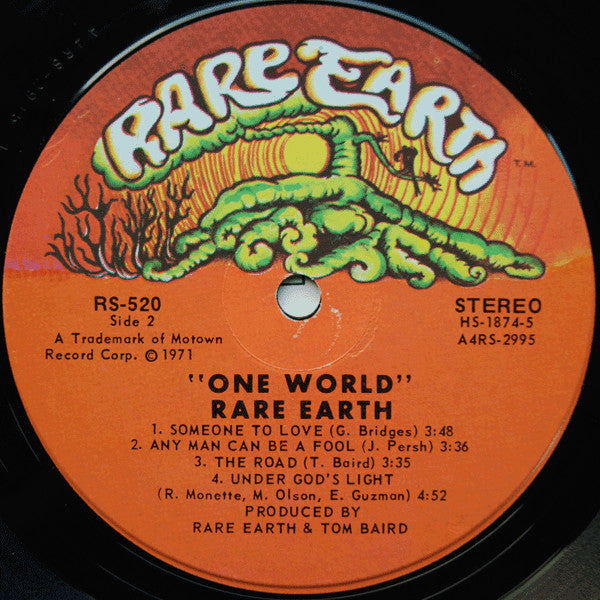 RARE EARTH
T.M.
RS-520
Side 2
A Trademark of Motown
Record Corp. © 1971
STEREO
HS-1874-5
A4RS-2995
"ONE WORLD"
RARE EARTH
1. SOMEONE TO LOVE (G. Bridges) 3:48
2. ANY MAN CAN BE A FOOL (J. Persh) 3:36
3. THE ROAD (T. Baird) 3:35
4. UNDER GOD'S LIGHT
(R. Monette, M. Olson, E. Guzman) 4:52
PRODUCED BY
RARE EARTH & TOM BAIRD